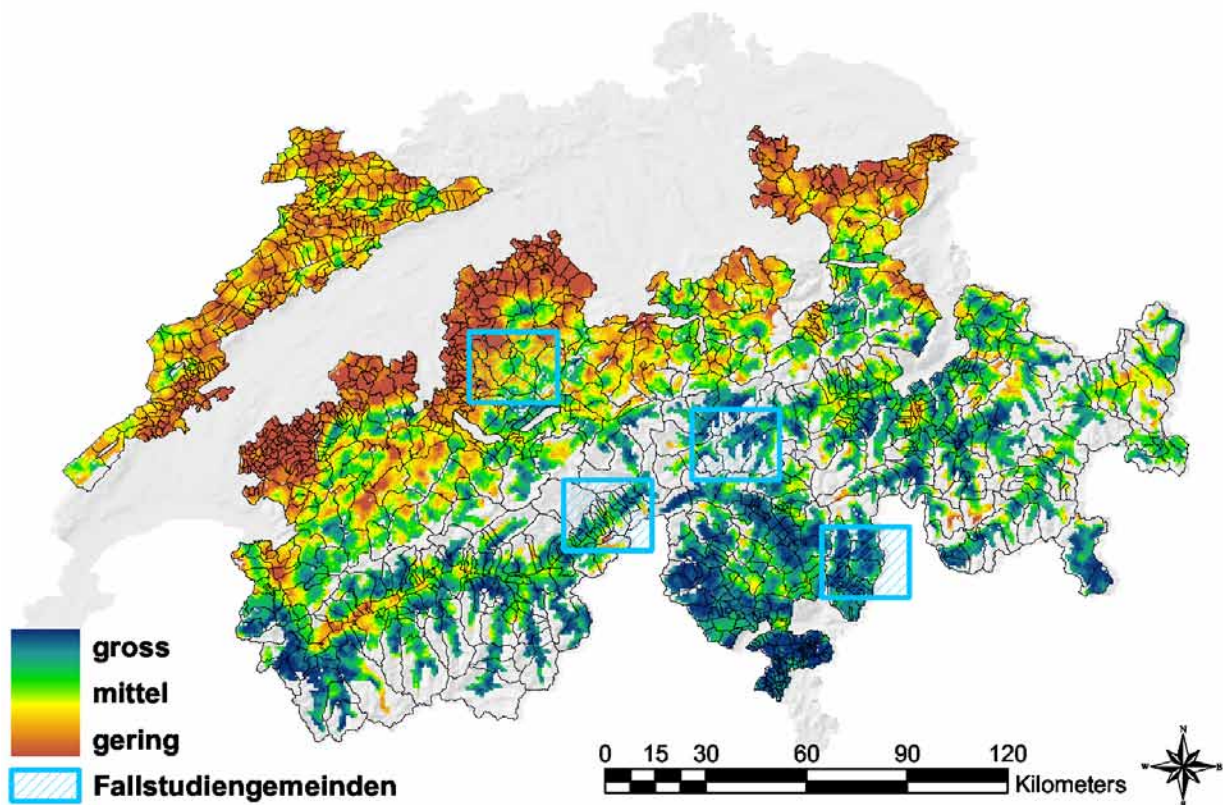 gross
mittel
gering
Fallstudiengemeinden
0 15 30 60 90 120
Kilometers
N
W